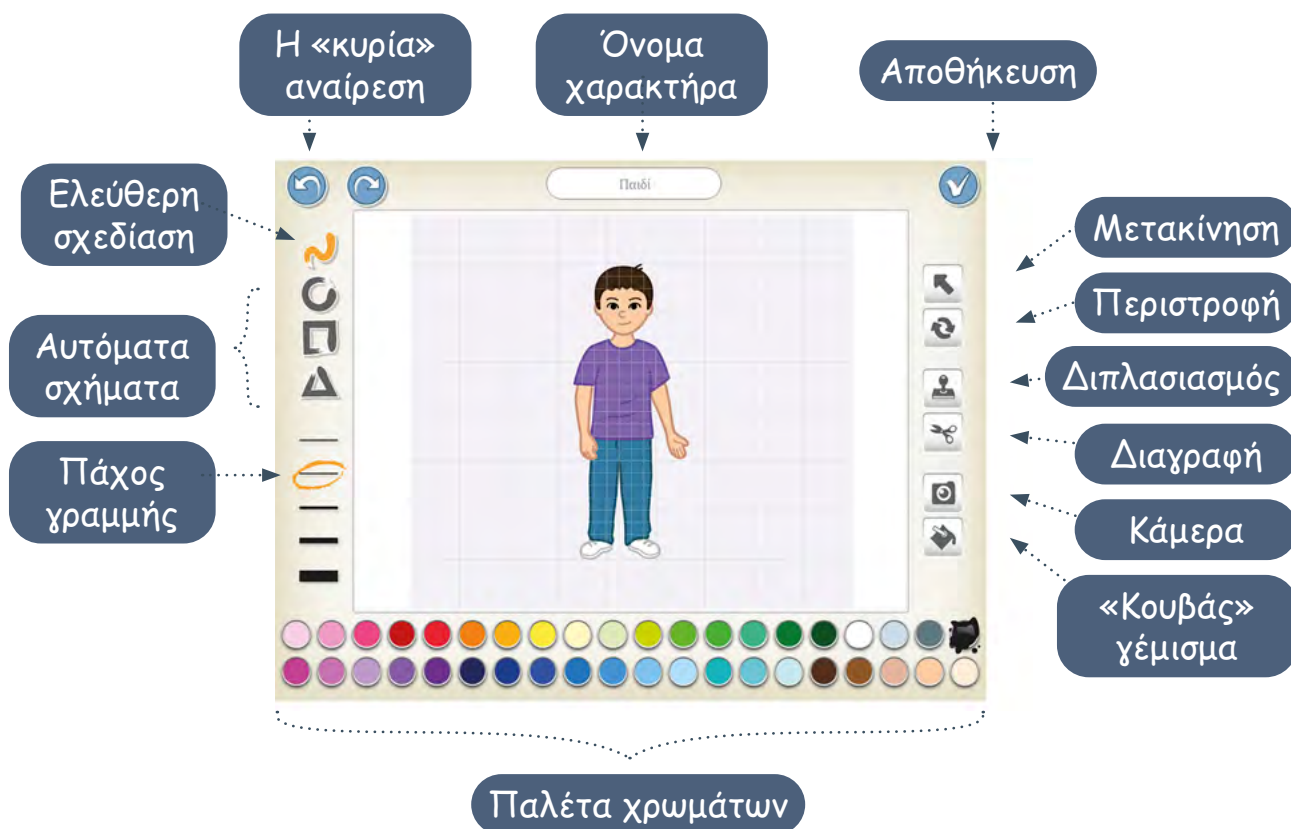 Η «κυρία»
αναίρεση
Όνομα
χαρακτήρα
Αποθήκευση
Παιδί
Ελεύθερη
σχεδίαση
Αυτόματα
σχήματα
Πάχος
γραμμής
Μετακίνηση
Περιστροφή
Διπλασιασμός
Διαγραφή
Κάμερα
«Κουβάς»
γέμισμα
Παλέτα χρωμάτων